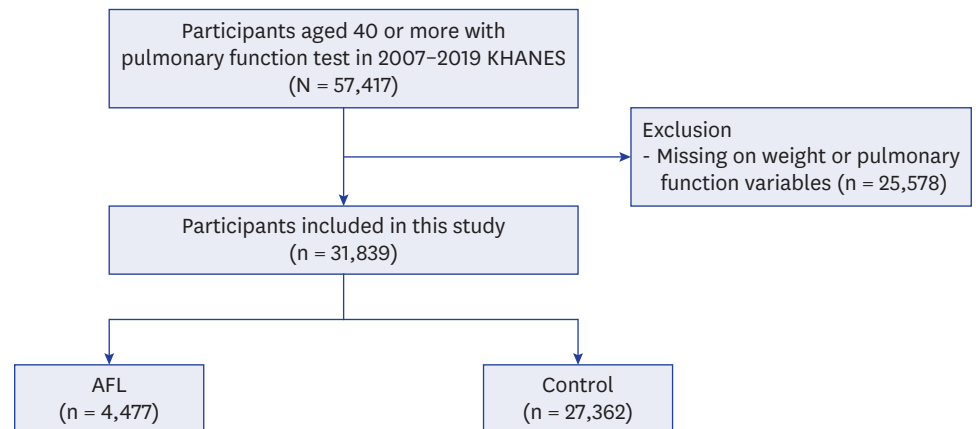 Participants aged 40 or more with
pulmonary function test in 2007–2019 KHANES
(N = 57,417)
Exclusion
- Missing on weight or pulmonary
function variables (n = 25,578)
Participants included in this study
(n = 31,839)
AFL
(n = 4,477)
Control
(n = 27,362)